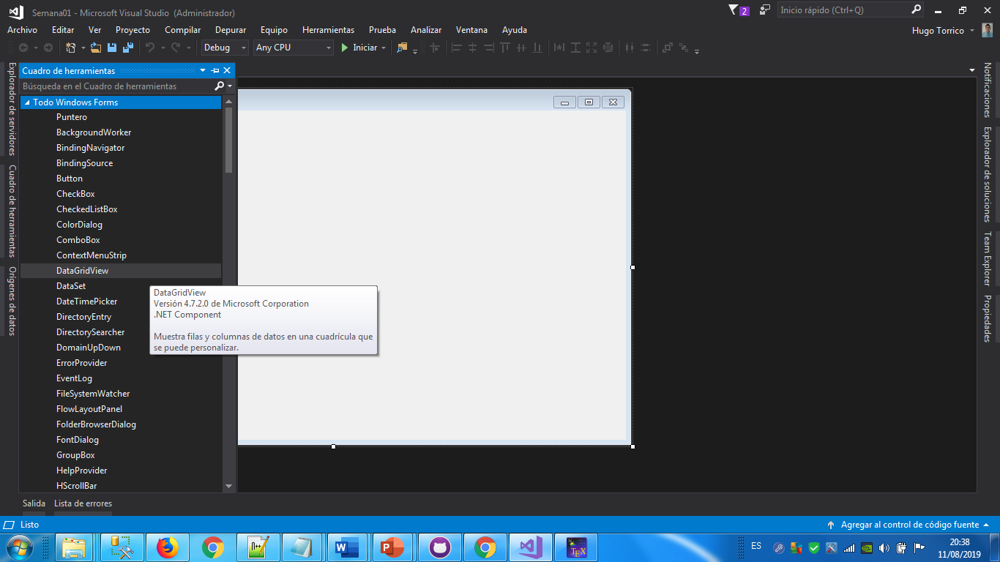 Semana01 - Microsoft Visual Studio (Administrador)
2
Inicio rápido (Ctrl+Q)
Archivo Editar Ver Proyecto Compilar Depurar Equipo Herramientas Prueba Analizar Ventana Ayuda
Hugo Torrico
Debug Any CPU Iniciar
Explorador de servidores
Cuadro de herramientas
Orígenes de datos
Cuadro de herramientas
Búsqueda en el Cuadro de herramientas
Todo Windows Forms
Puntero
BackgroundWorker
BindingNavigator
BindingSource
Button
CheckBox
CheckedListBox
ColorDialog
ComboBox
ContextMenuStrip
DataGridView
DataSet
DateTimePicker
DirectoryEntry
DirectorySearcher
DomainUpDown
ErrorProvider
EventLog
FileSystemWatcher
FlowLayoutPanel
FolderBrowserDialog
FontDialog
GroupBox
HelpProvider
HScrollBar
DataGridView
Versión 4.7.2.0 de Microsoft Corporation
.NET Component
Muestra filas y columnas de datos en una cuadrícula que
se puede personalizar.
Notificaciones
Explorador de soluciones
Team Explorer
Propiedades
Salida Lista de errores
Listo
Agregar al control de código fuente
ES
20:38
11/08/2019